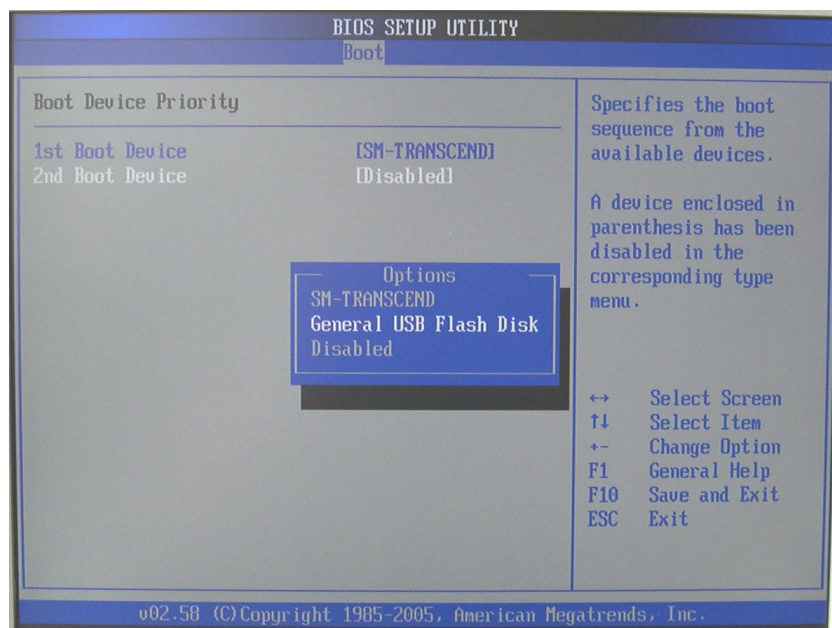 BIOS SETUP UTILITY
Boot
Boot Device Priority
1st Boot Device [SM-TRANSCEND]
2nd Boot Device [Disabled]
Options
SM-TRANSCEND
General USB Flash Disk
Disabled
Specifies the boot
sequence from the
available devices.
A device enclosed in
parenthesis has been
disabled in the
corresponding type
menu.
↔ Select Screen
↑↓ Select Item
+- Change Option
F1 General Help
F10 Save and Exit
ESC Exit
v02.58 (C)Copyright 1985-2005, American Megatrends, Inc.